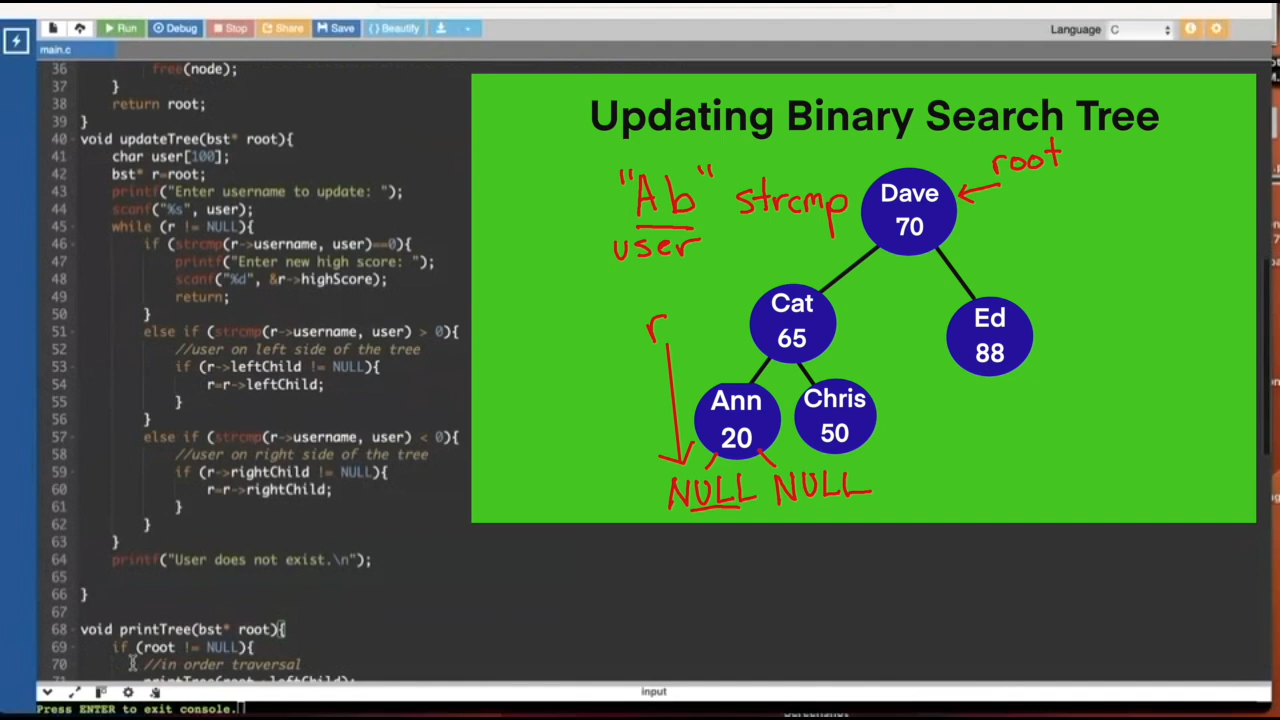 Run Debug Stop Share Save { } Beautify
Language C
main.c
36 free(node);
37 }
38 return root;
39 }
40 void updateTree(bst* root){
41 char user[100];
42 bst* r=root;
43 printf("Enter username to update: ");
44 scanf("%s", user);
45 while (r != NULL){
46 if (strcmp(r->username, user)==0){
47 printf("Enter new high score: ");
48 scanf("%d", &r->highScore);
49 return;
50 }
51 else if (strcmp(r->username, user) > 0){
52 //user on left side of the tree
53 if (r->leftChild != NULL){
54 r=r->leftChild;
55 }
56 }
57 else if (strcmp(r->username, user) < 0){
58 //user on right side of the tree
59 if (r->rightChild != NULL){
60 r=r->rightChild;
61 }
62 }
63 }
64 printf("User does not exist.\n");
65
66 }
67
68 void printTree(bst* root){
69 if (root != NULL){
70 //in order traversal
71 printTree(root->leftChild);
Updating Binary Search Tree
"Ab" strcmp
user
root
Dave
70
Cat
65
Ed
88
r
Ann
20
Chris
50
NULL NULL
input
Press ENTER to exit console.